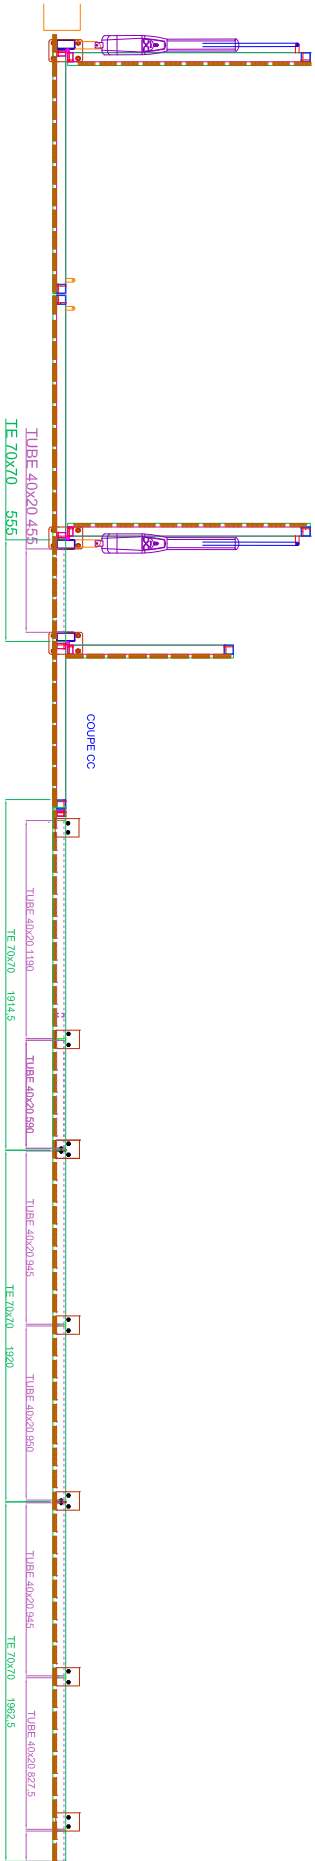 TUBE 40x20 455
TE 70x70 555
COUPE CC
TUBE 40x20 1190
TE 70x70 1914,5
TUBE 40x20 590
TUBE 40x20 945
TE 70x70 1920
TUBE 40x20 950
TUBE 40x20 945
TE 70x70 1962,5
TUBE 40x20 827,5